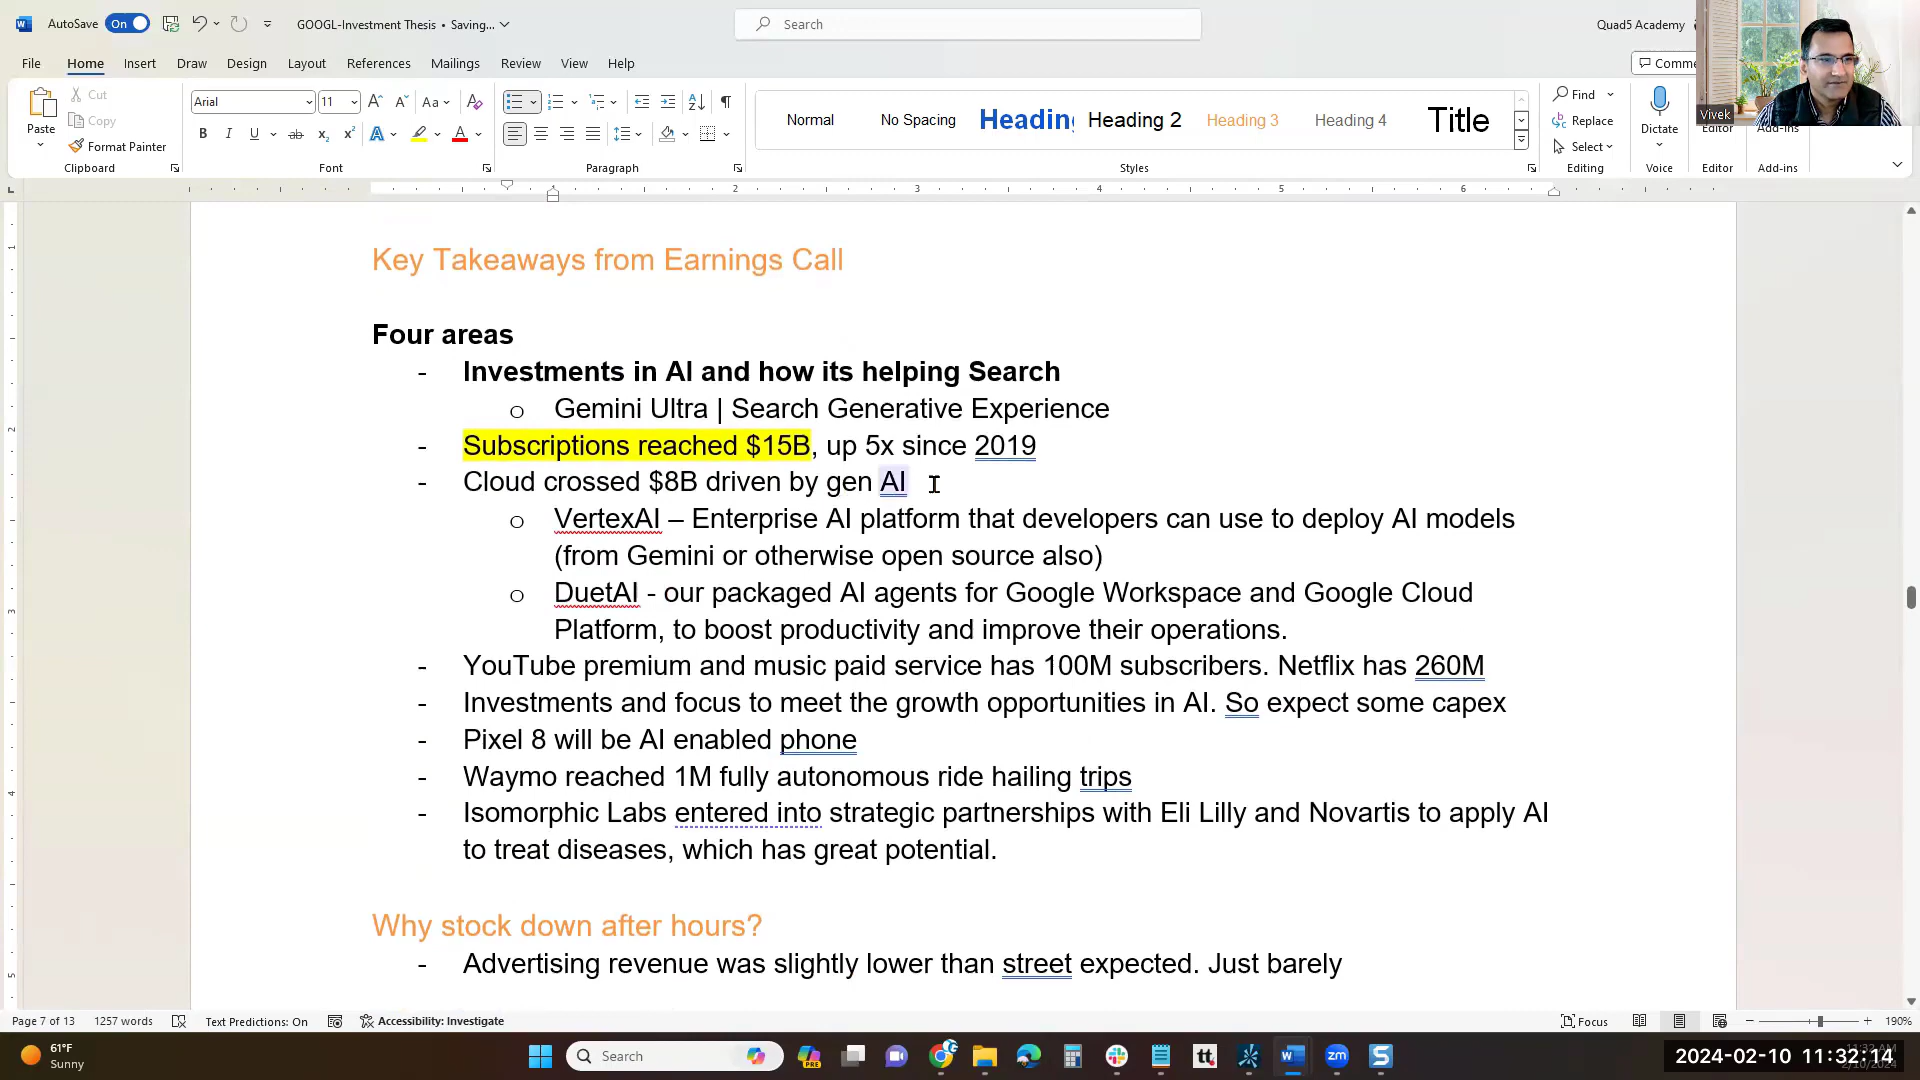 AutoSave On GOOGL-Investment Thesis • Saving... Search Quad5 Academy
File Home Insert Draw Design Layout References Mailings Review View Help Comme
Paste Cut Copy Format Painter
Arial 11 Aa
Normal No Spacing Heading Heading 2 Heading 3 Heading 4 Title
Find Replace Select Dictate Editor Add-ins
Vivek
Clipboard Font Paragraph Styles Editing Voice Editor Add-ins
1 2 3 4 5 6
Key Takeaways from Earnings Call
Four areas
- Investments in AI and how its helping Search
o Gemini Ultra | Search Generative Experience
- Subscriptions reached $15B, up 5x since 2019
- Cloud crossed $8B driven by gen AI
o VertexAI – Enterprise AI platform that developers can use to deploy AI models
(from Gemini or otherwise open source also)
o DuetAI - our packaged AI agents for Google Workspace and Google Cloud
Platform, to boost productivity and improve their operations.
- YouTube premium and music paid service has 100M subscribers. Netflix has 260M
- Investments and focus to meet the growth opportunities in AI. So expect some capex
- Pixel 8 will be AI enabled phone
- Waymo reached 1M fully autonomous ride hailing trips
- Isomorphic Labs entered into strategic partnerships with Eli Lilly and Novartis to apply AI
to treat diseases, which has great potential.
Why stock down after hours?
- Advertising revenue was slightly lower than street expected. Just barely
Page 7 of 13 1257 words Text Predictions: On Accessibility: Investigate Focus 190%
61°F
Sunny
Search
2024-02-10 11:32:14